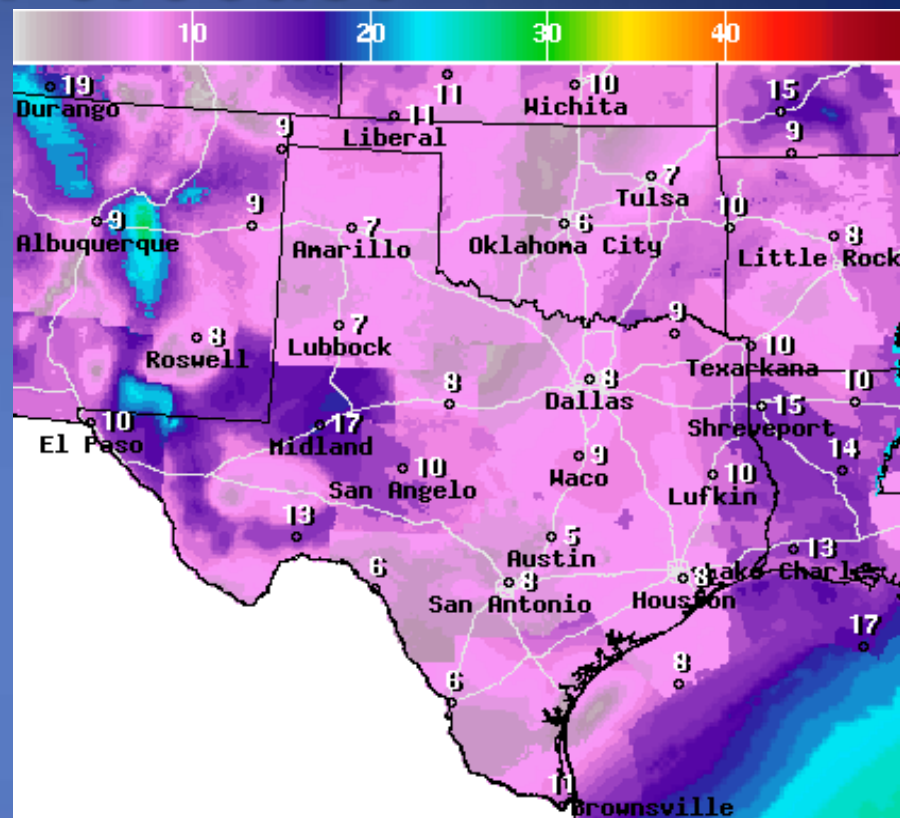 10 20 30 40
19
Durango
11
11
Liberal
10
Wichita
15
9
9
7
Tulsa
9
Albuquerque
9
7
Amarillo
6
Oklahoma City
10
8
Little Rock
8
Roswell
7
Lubbock
9
10
Texarkana
8
8
Dallas
10
15
Shreveport
10
El Paso
17
Midland
10
San Angelo
9
Waco
10
Lufkin
14
13
5
Austin
13
Lake Charles
6
8
San Antonio
8
Houston
17
6
8
11
Brownsville